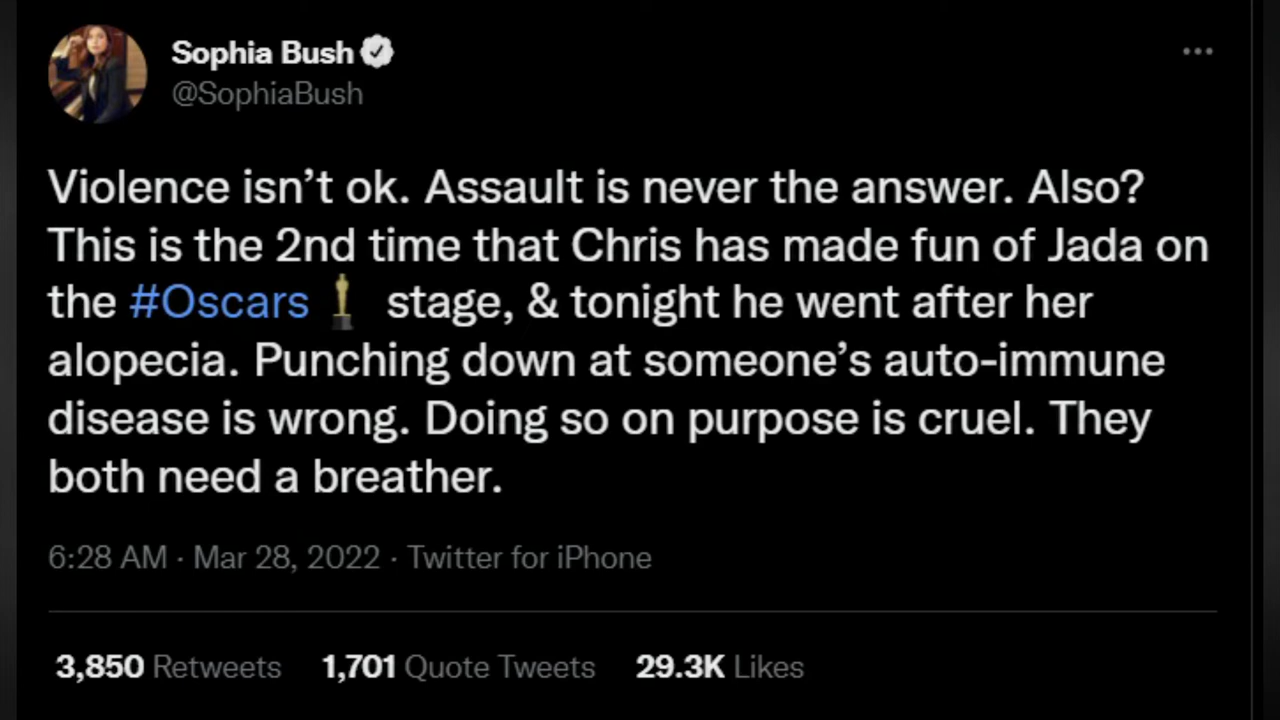 Sophia Bush
@SophiaBush
Violence isn’t ok. Assault is never the answer. Also?
This is the 2nd time that Chris has made fun of Jada on
the #Oscars stage, & tonight he went after her
alopecia. Punching down at someone’s auto-immune
disease is wrong. Doing so on purpose is cruel. They
both need a breather.
6:28 AM · Mar 28, 2022 · Twitter for iPhone
3,850 Retweets 1,701 Quote Tweets 29.3K Likes